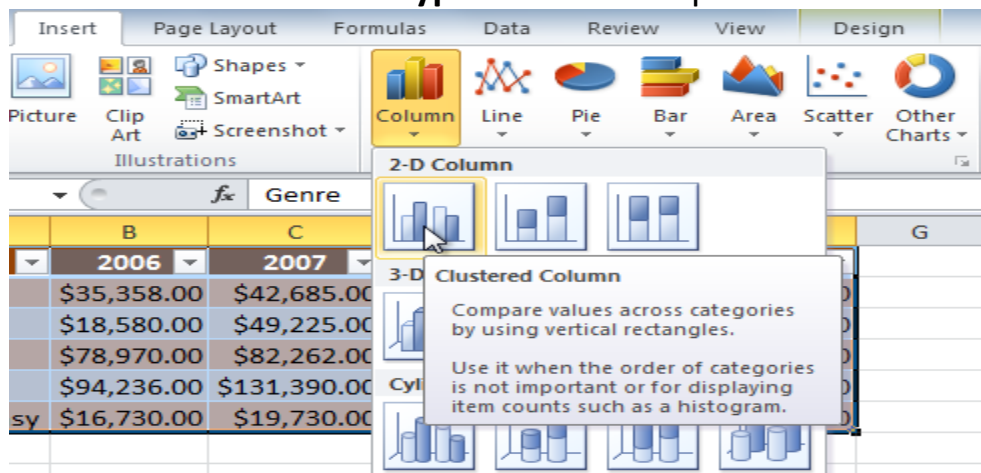 Insert Page Layout Formulas Data Review View Design
Picture Clip Art Shapes SmartArt Screenshot Column Line Pie Bar Area Scatter Other Charts
Illustrations
2-D Column
fx Genre
B C G
2006 2007
3-D
Clustered Column
$35,358.00 $42,685.00
Compare values across categories
by using vertical rectangles.
$18,580.00 $49,225.00
$78,970.00 $82,262.00
Use it when the order of categories
$94,236.00 $131,390.00
is not important or for displaying
item counts such as a histogram.
sy $16,730.00 $19,730.00